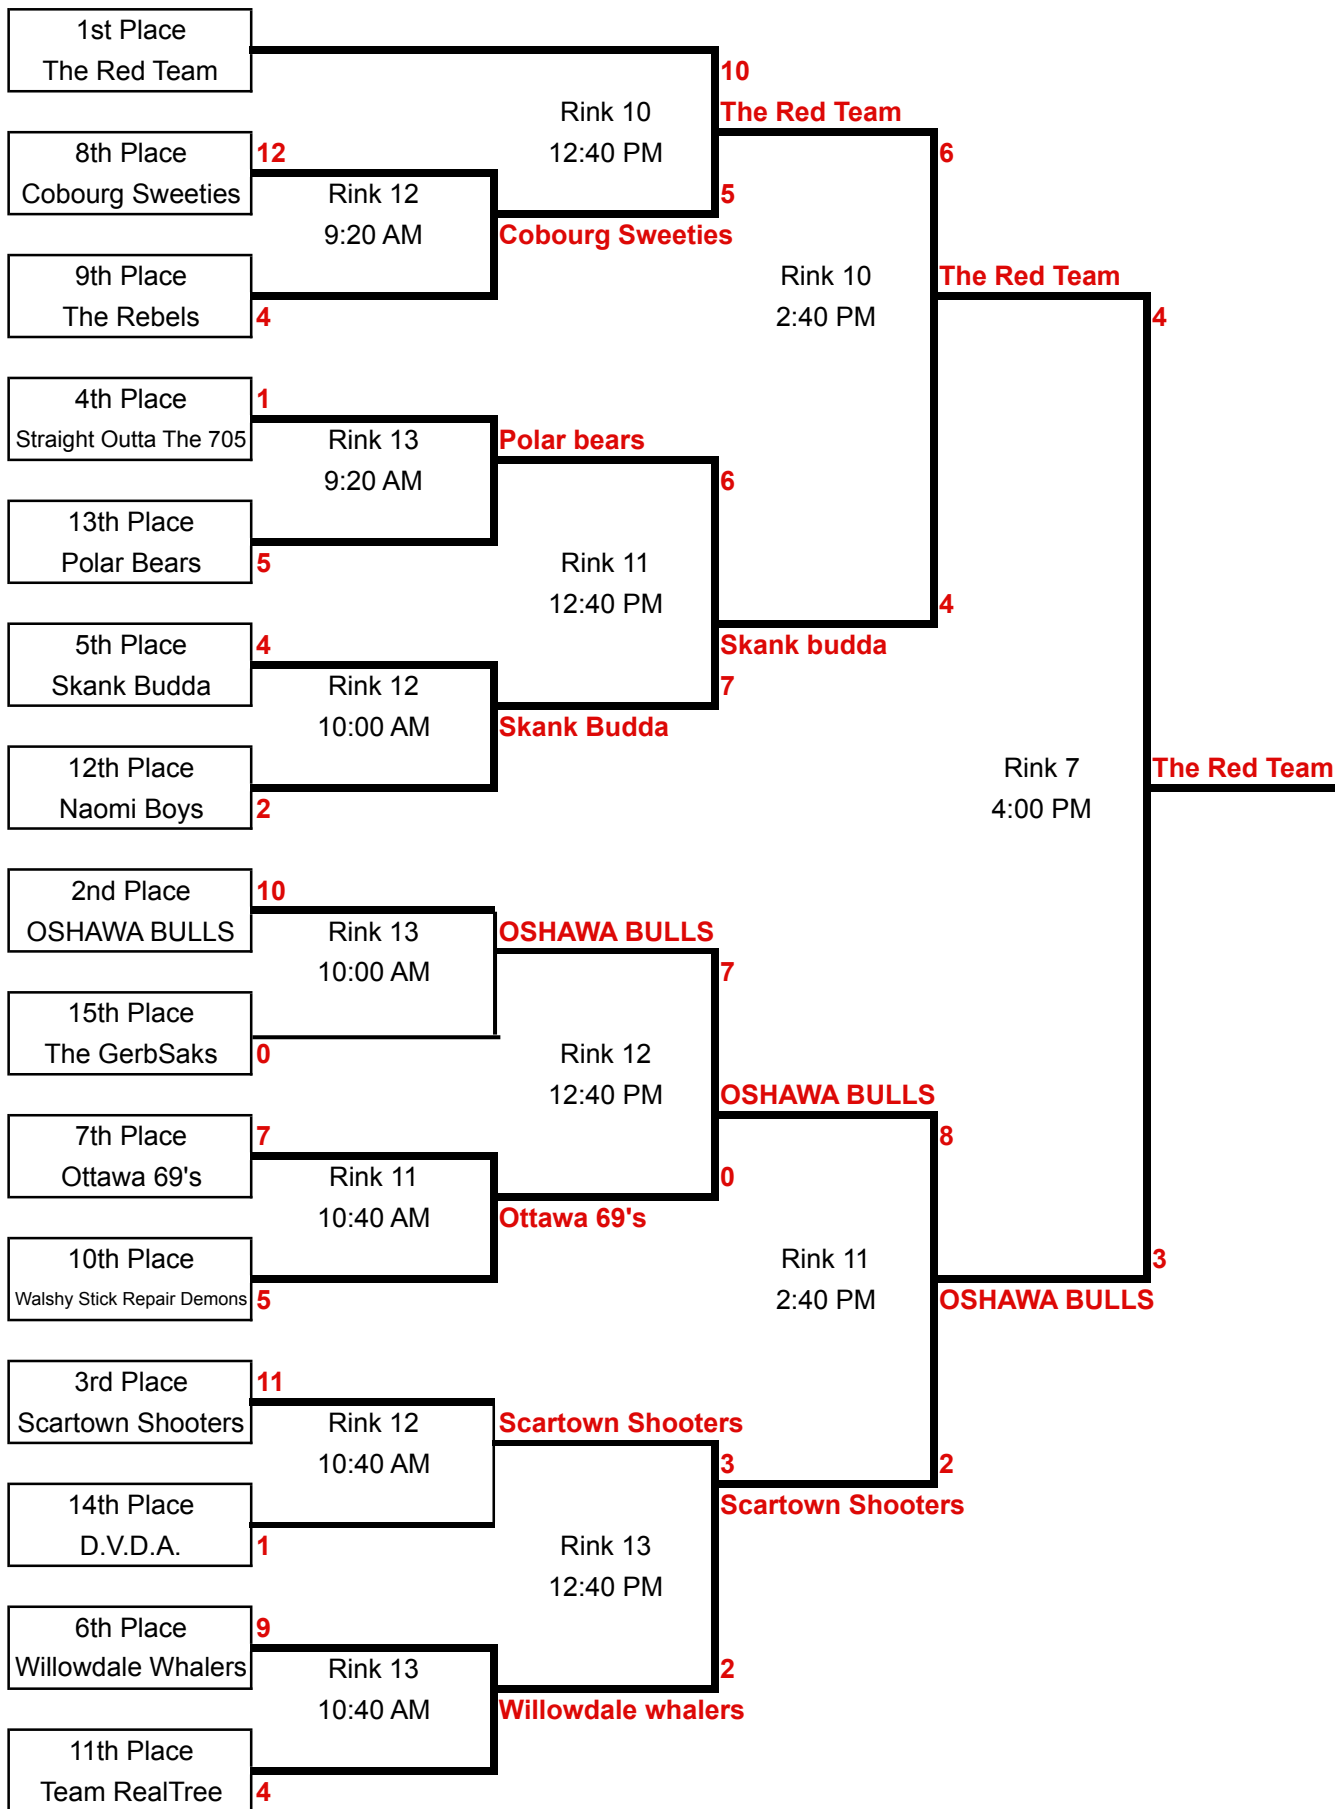 1st Place
The Red Team
10
Rink 10
The Red Team
12:40 PM
8th Place
12
6
Cobourg Sweeties
Rink 12
5
9:20 AM
Cobourg Sweeties
9th Place
Rink 10
The Red Team
The Rebels
4
2:40 PM
4
4th Place
1
Straight Outta The 705
Rink 13
Polar bears
9:20 AM
6
13th Place
Polar Bears
5
Rink 11
12:40 PM
4
5th Place
4
Skank budda
Skank Budda
Rink 12
7
10:00 AM
Skank Budda
12th Place
Rink 7
The Red Team
Naomi Boys
2
4:00 PM
2nd Place
10
OSHAWA BULLS
Rink 13
OSHAWA BULLS
10:00 AM
7
15th Place
The GerbSaks
0
Rink 12
12:40 PM
OSHAWA BULLS
7th Place
7
8
Ottawa 69's
Rink 11
0
10:40 AM
Ottawa 69's
10th Place
Rink 11
3
Walshy Stick Repair Demons
5
2:40 PM
OSHAWA BULLS
3rd Place
11
Scartown Shooters
Rink 12
Scartown Shooters
10:40 AM
3
2
14th Place
Scartown Shooters
D.V.D.A.
1
Rink 13
12:40 PM
6th Place
9
Willowdale Whalers
Rink 13
2
10:40 AM
Willowdale whalers
11th Place
Team RealTree
4